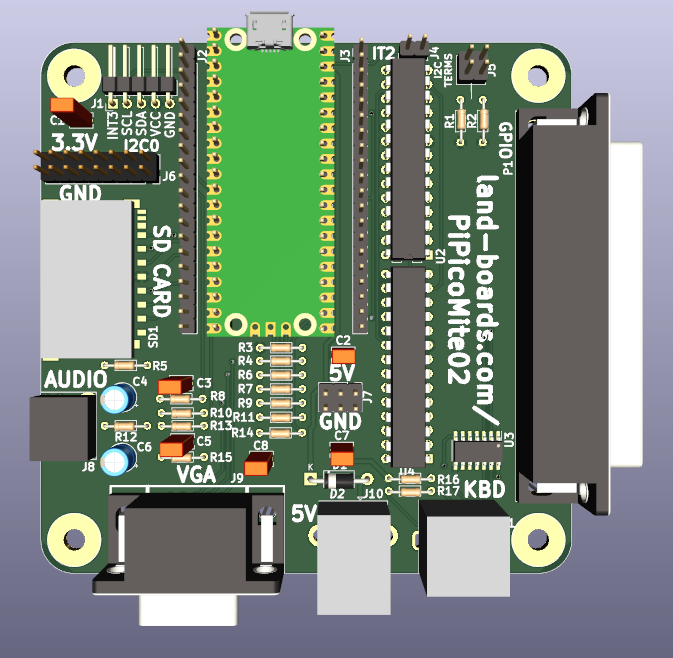 J2
J3
IT2
J4
I2C
TERMS
J5
J1
INT3
SCL
SDA
VCC
GND
3.3V
I2C0
J6
GND
R1
R2
GPIO
P1
land-boards.com/
PiPicoMite02
U2
SD CARD
SD1
R5
AUDIO
C4
C3
R8
R10
R13
R12
C6
C5
R15
J8
VGA
J9
C8
R3
R4
R6
R7
R9
R11
R14
C2
5V
J7
GND
C7
D1
K
D2
J10
U4
R16
R17
U3
KBD
5V